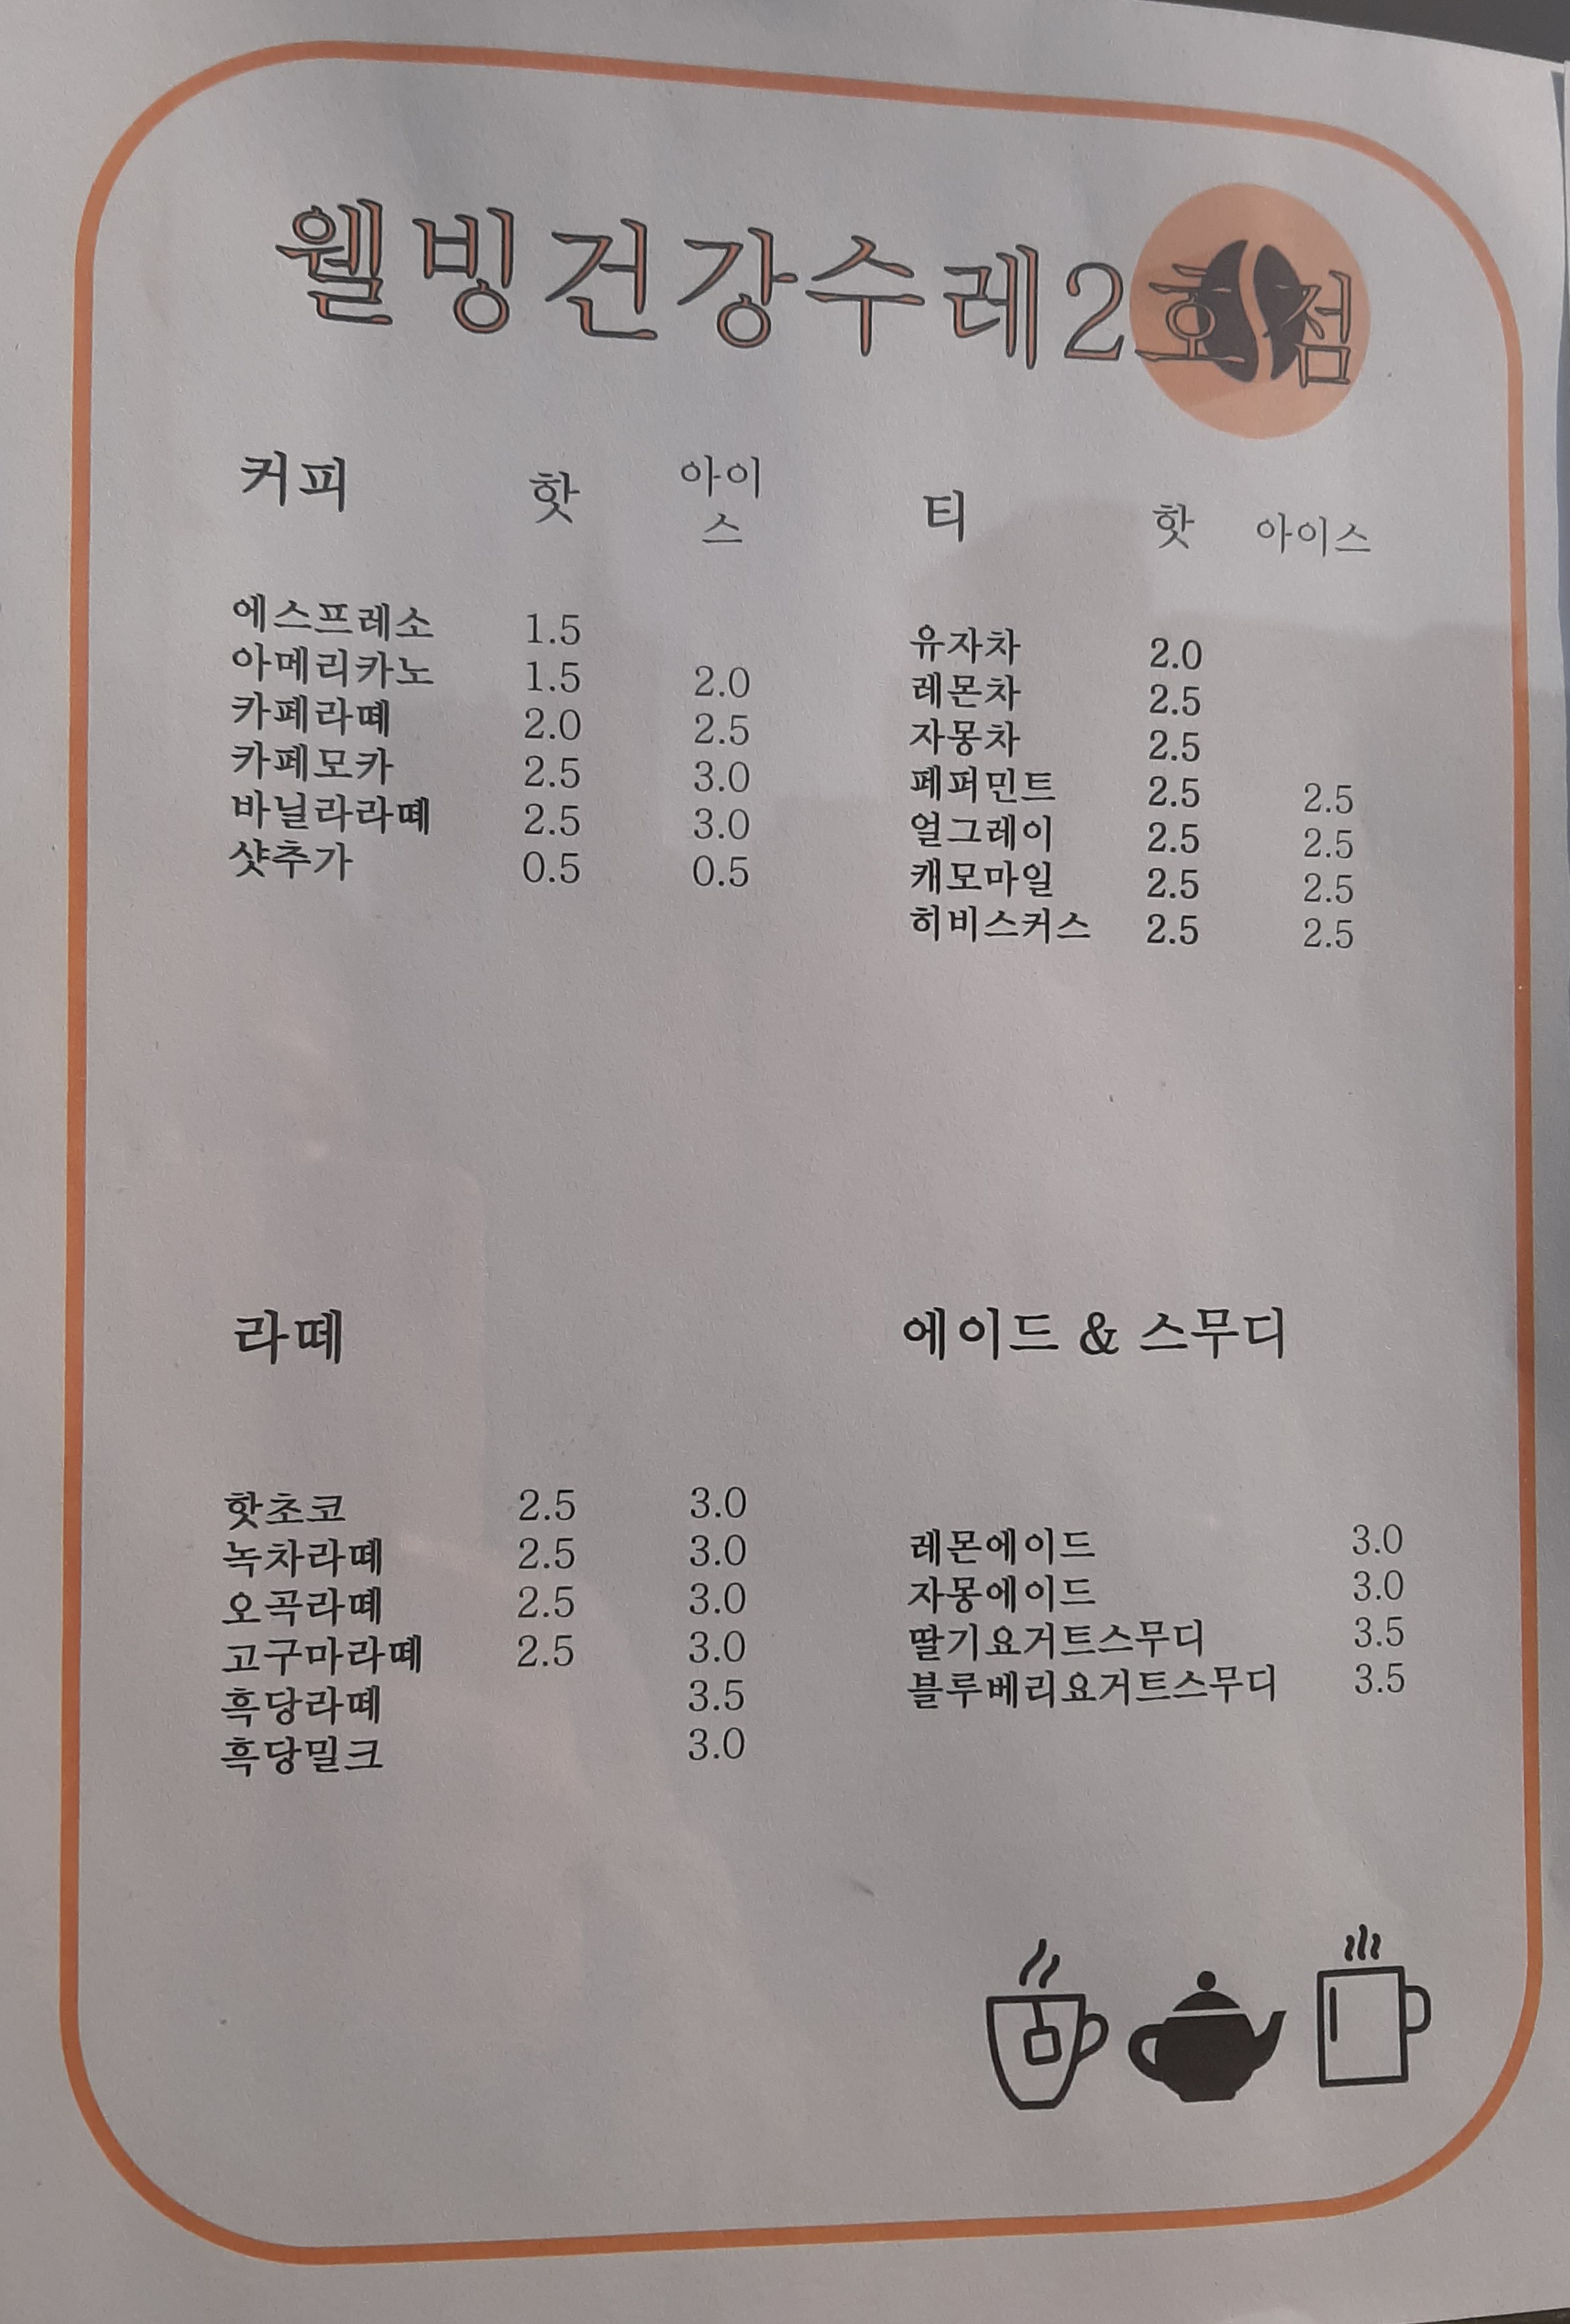 웰빙건강수레2호점
커피 핫 아이
스
에스프레소 1.5
아메리카노 1.5 2.0
카페라떼 2.0 2.5
카페모카 2.5 3.0
바닐라라떼 2.5 3.0
샷추가 0.5 0.5
티 핫 아이스
유자차 2.0
레몬차 2.5
자몽차 2.5
페퍼민트 2.5 2.5
얼그레이 2.5 2.5
캐모마일 2.5 2.5
히비스커스 2.5 2.5
라떼
핫초코 2.5 3.0
녹차라떼 2.5 3.0
오곡라떼 2.5 3.0
고구마라떼 2.5 3.0
흑당라떼 3.5
흑당밀크 3.0
에이드 & 스무디
레몬에이드 3.0
자몽에이드 3.0
딸기요거트스무디 3.5
블루베리요거트스무디 3.5